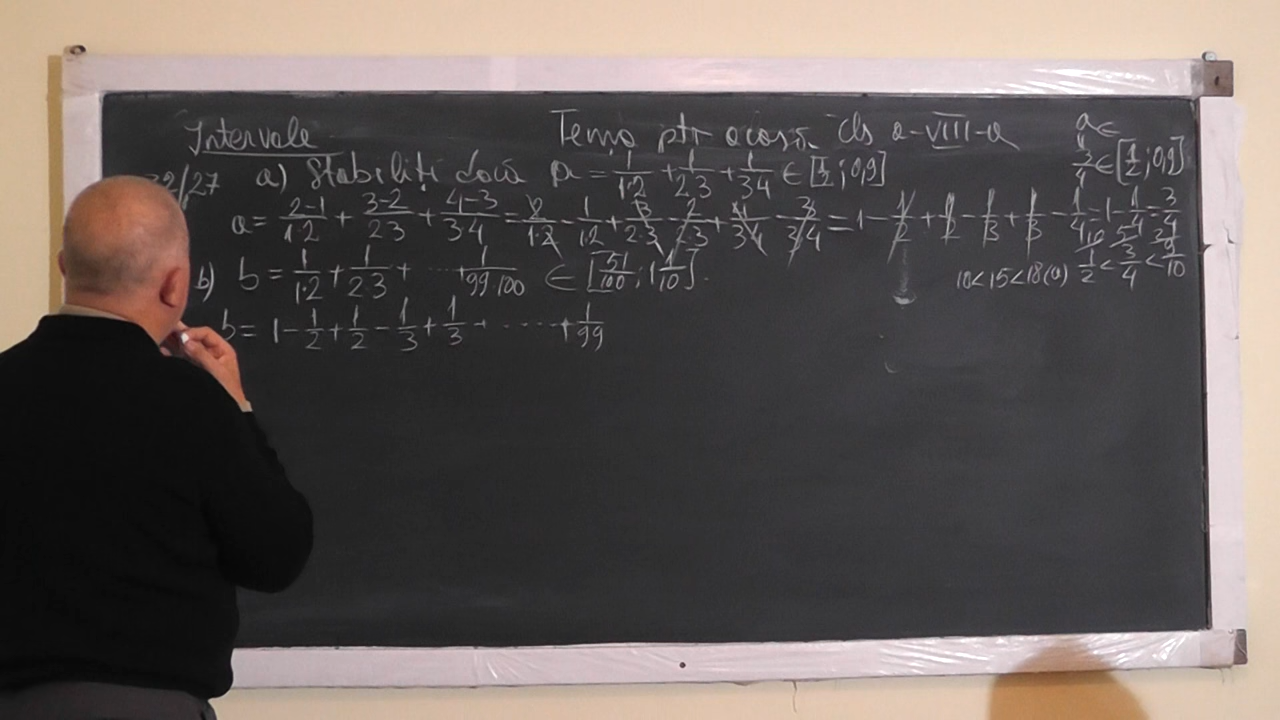 Intervale Temă ptr acasă cls a-VIII-a
32/27 a) Stabiliți dacă a = 1/1·2 + 1/2·3 + 1/3·4 ∈ [1/2 ; 0,9]
a = 2-1/1·2 + 3-2/2·3 + 4-3/3·4 = 2/1·2 - 1/1·2 + 3/2·3 - 2/2·3 + 4/3·4 - 3/3·4 = 1 - 1/2 + 1/2 - 1/3 + 1/3 - 1/4 = 1 - 1/4 = 3/4
a ∈
3/4 ∈ [1/2 ; 0,9]
1/2 < 3/4 < 9/10
10 < 15 < 18 (a)
b) b = 1/1·2 + 1/2·3 + ... + 1/99·100 ∈ [51/100 ; 1 1/10].
b = 1 - 1/2 + 1/2 - 1/3 + 1/3 + ..... + 1/99